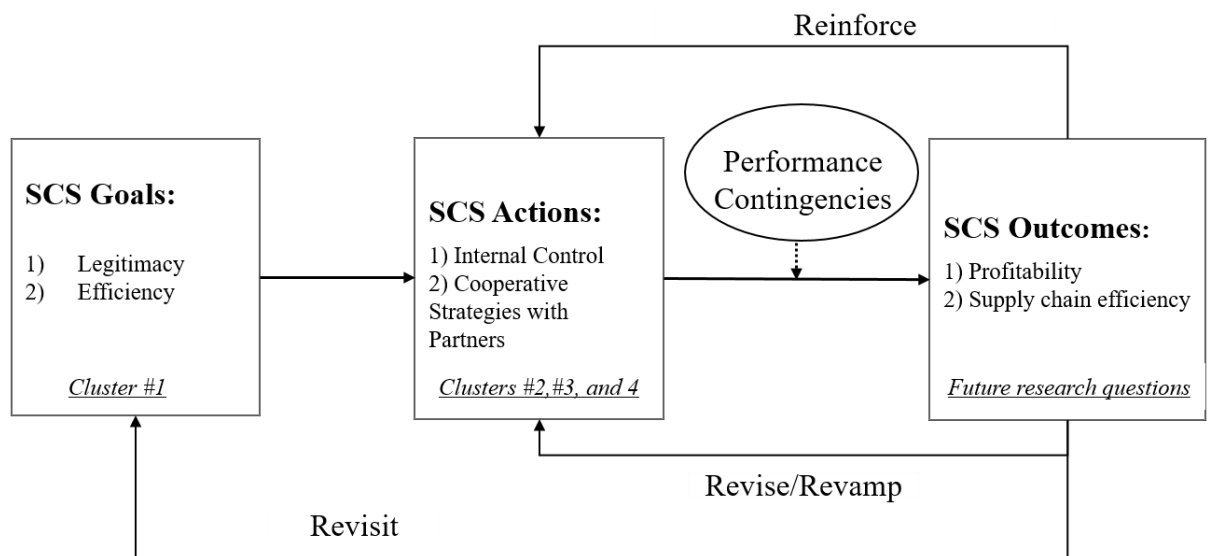 Reinforce
SCS Goals:
1) Legitimacy
2) Efficiency
Cluster #1
SCS Actions:
1) Internal Control
2) Cooperative
Strategies with
Partners
Clusters #2,#3, and 4
Performance
Contingencies
SCS Outcomes:
1) Profitability
2) Supply chain efficiency
Future research questions
Revise/Revamp
Revisit